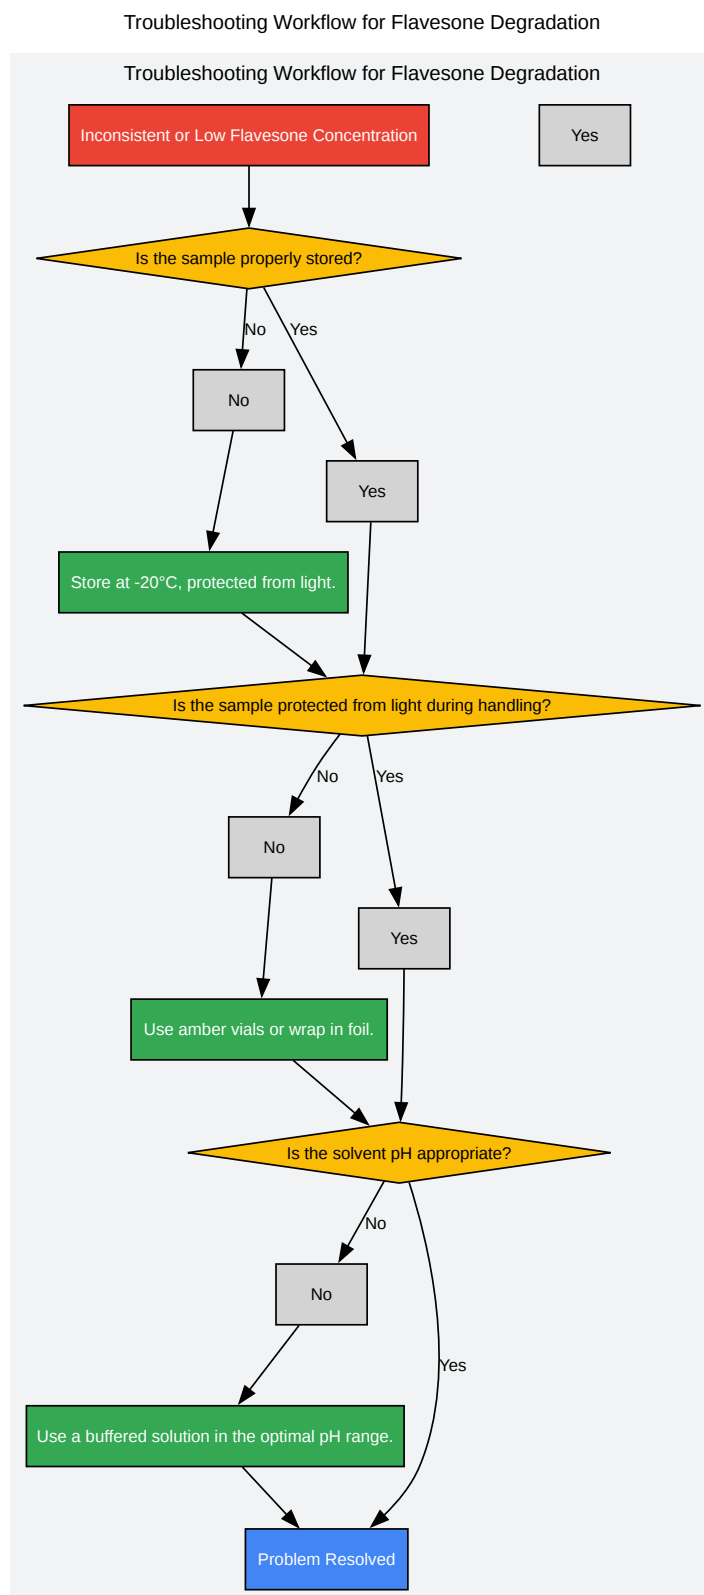 Troubleshooting Workflow for Flavesone Degradation
Troubleshooting Workflow for Flavesone Degradation
Inconsistent or Low Flavesone Concentration
Yes
Is the sample properly stored?
No
Yes
No
Yes
Store at -20°C, protected from light.
Is the sample protected from light during handling?
No
Yes
No
Yes
Use amber vials or wrap in foil.
Is the solvent pH appropriate?
No
No
Yes
Use a buffered solution in the optimal pH range.
Problem Resolved